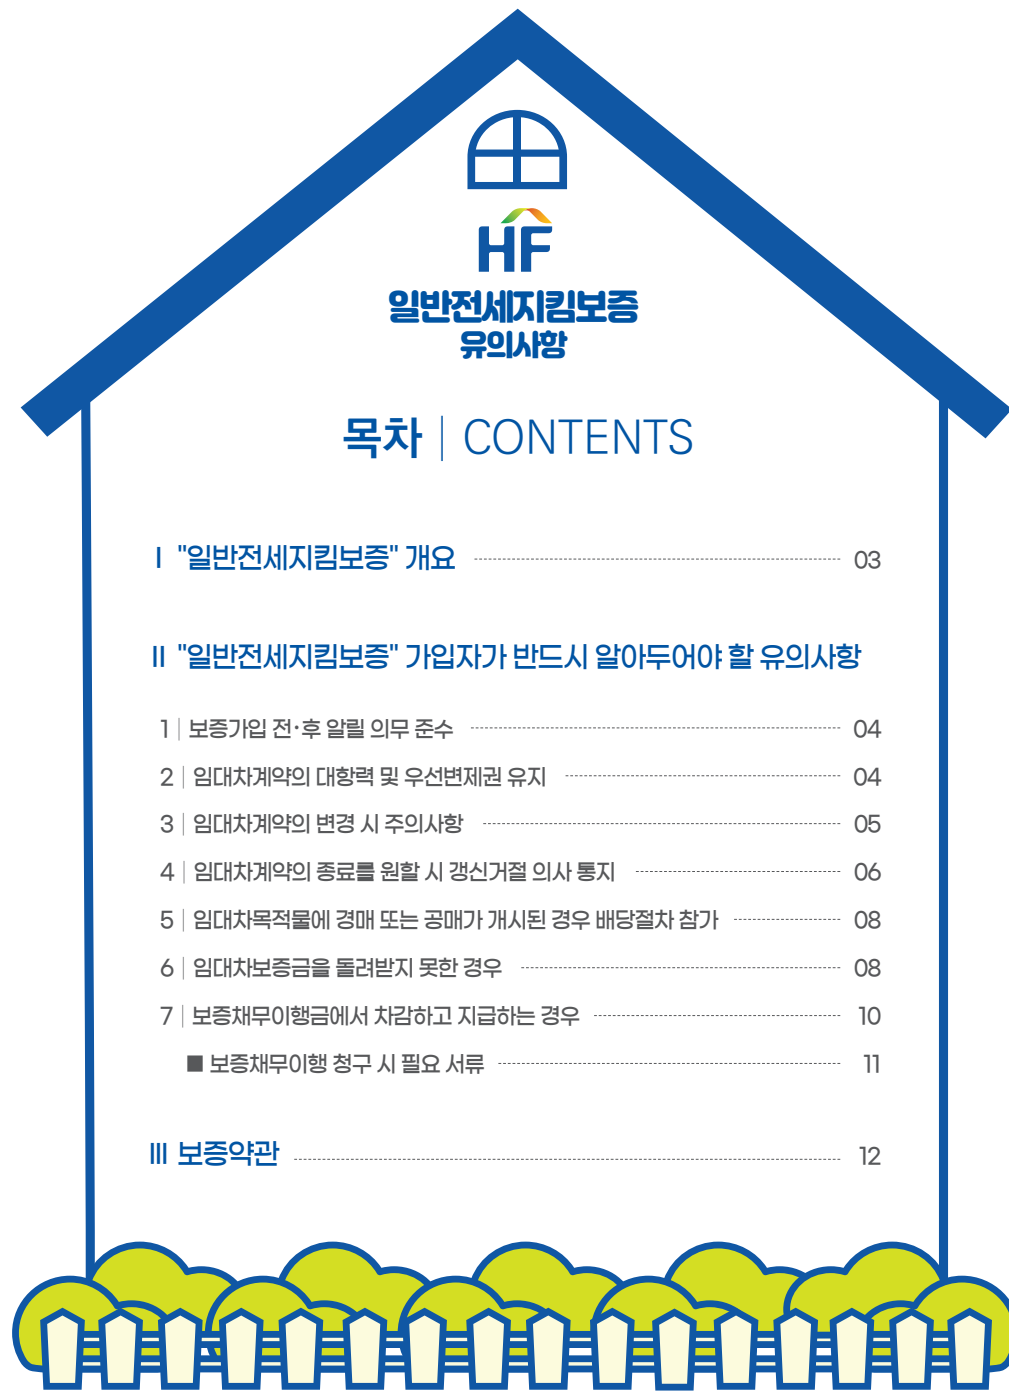 HF
일반전세지킴보증
유의사항
목차 | CONTENTS
Ⅰ "일반전세지킴보증" 개요 03
Ⅱ "일반전세지킴보증" 가입자가 반드시 알아두어야 할 유의사항
1 | 보증가입 전·후 알릴 의무 준수 04
2 | 임대차계약의 대항력 및 우선변제권 유지 04
3 | 임대차계약의 변경 시 주의사항 05
4 | 임대차계약의 종료를 원할 시 갱신거절 의사 통지 06
5 | 임대차목적물에 경매 또는 공매가 개시된 경우 배당절차 참가 08
6 | 임대차보증금을 돌려받지 못한 경우 08
7 | 보증채무이행금에서 차감하고 지급하는 경우 10
■ 보증채무이행 청구 시 필요 서류 11
Ⅲ 보증약관 12